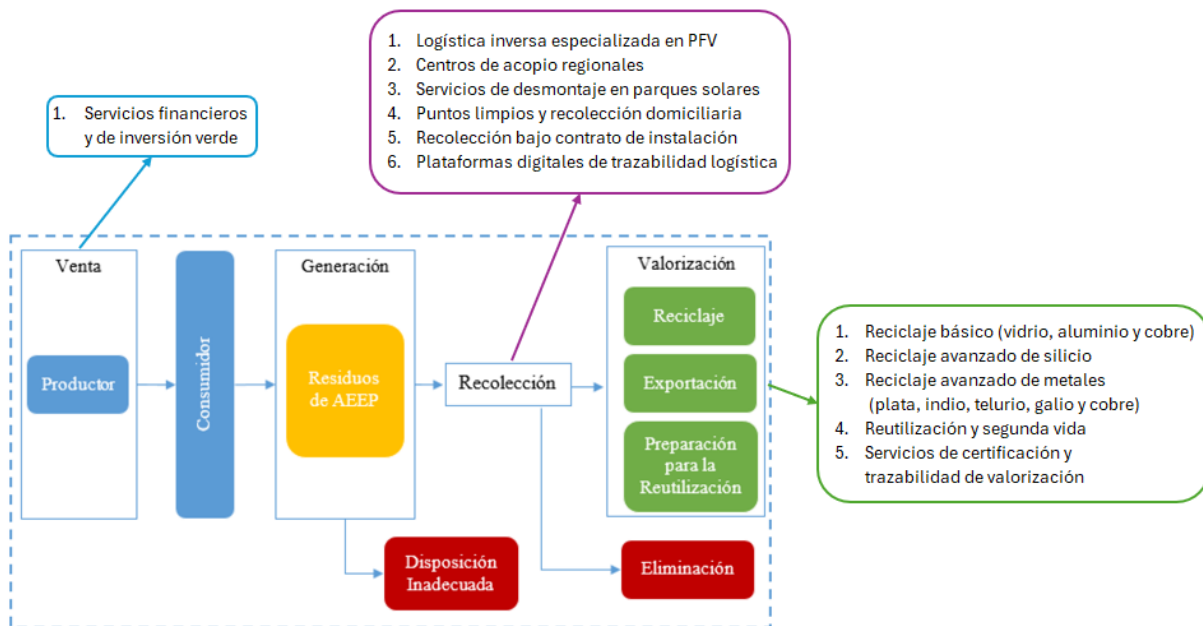 1. Logística inversa especializada en PFV
2. Centros de acopio regionales
3. Servicios de desmontaje en parques solares
4. Puntos limpios y recolección domiciliaria
5. Recolección bajo contrato de instalación
6. Plataformas digitales de trazabilidad logística
1. Servicios financieros
y de inversión verde
Venta
Productor
Consumidor
Generación
Residuos
de AEEP
Recolección
Valorización
Reciclaje
Exportación
Preparación
para la
Reutilización
Disposición
Inadecuada
Eliminación
1. Reciclaje básico (vidrio, aluminio y cobre)
2. Reciclaje avanzado de silicio
3. Reciclaje avanzado de metales
(plata, indio, telurio, galio y cobre)
4. Reutilización y segunda vida
5. Servicios de certificación y
trazabilidad de valorización